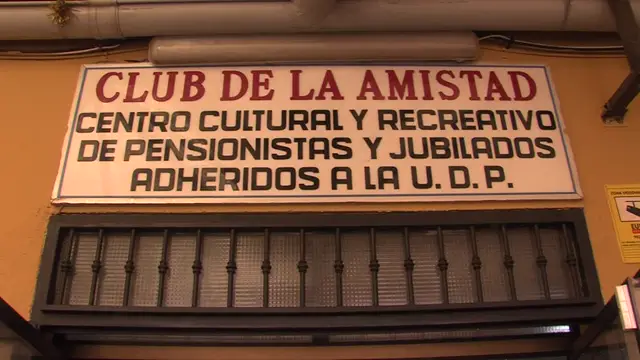 CLUB DE LA AMISTAD
CENTRO CULTURAL Y RECREATIVO
DE PENSIONISTAS Y JUBILADOS
ADHERIDOS A LA U.D.P.